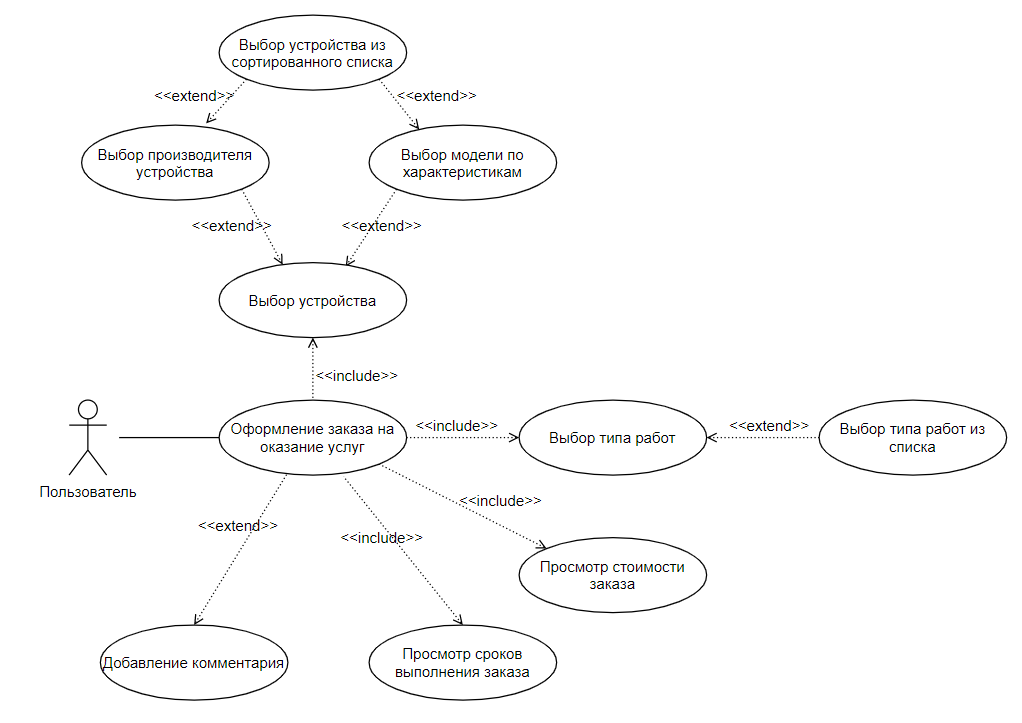 Выбор устройства из
сортированного списка
<<extend>>
<<extend>>
Выбор производителя
устройства
Выбор модели по
характеристикам
<<extend>>
<<extend>>
Выбор устройства
<<include>>
Пользователь
Оформление заказа на
оказание услуг
<<include>>
Выбор типа работ
<<extend>>
Выбор типа работ из
списка
<<include>>
<<extend>>
<<include>>
Просмотр стоимости
заказа
Добавление комментария
Просмотр сроков
выполнения заказа